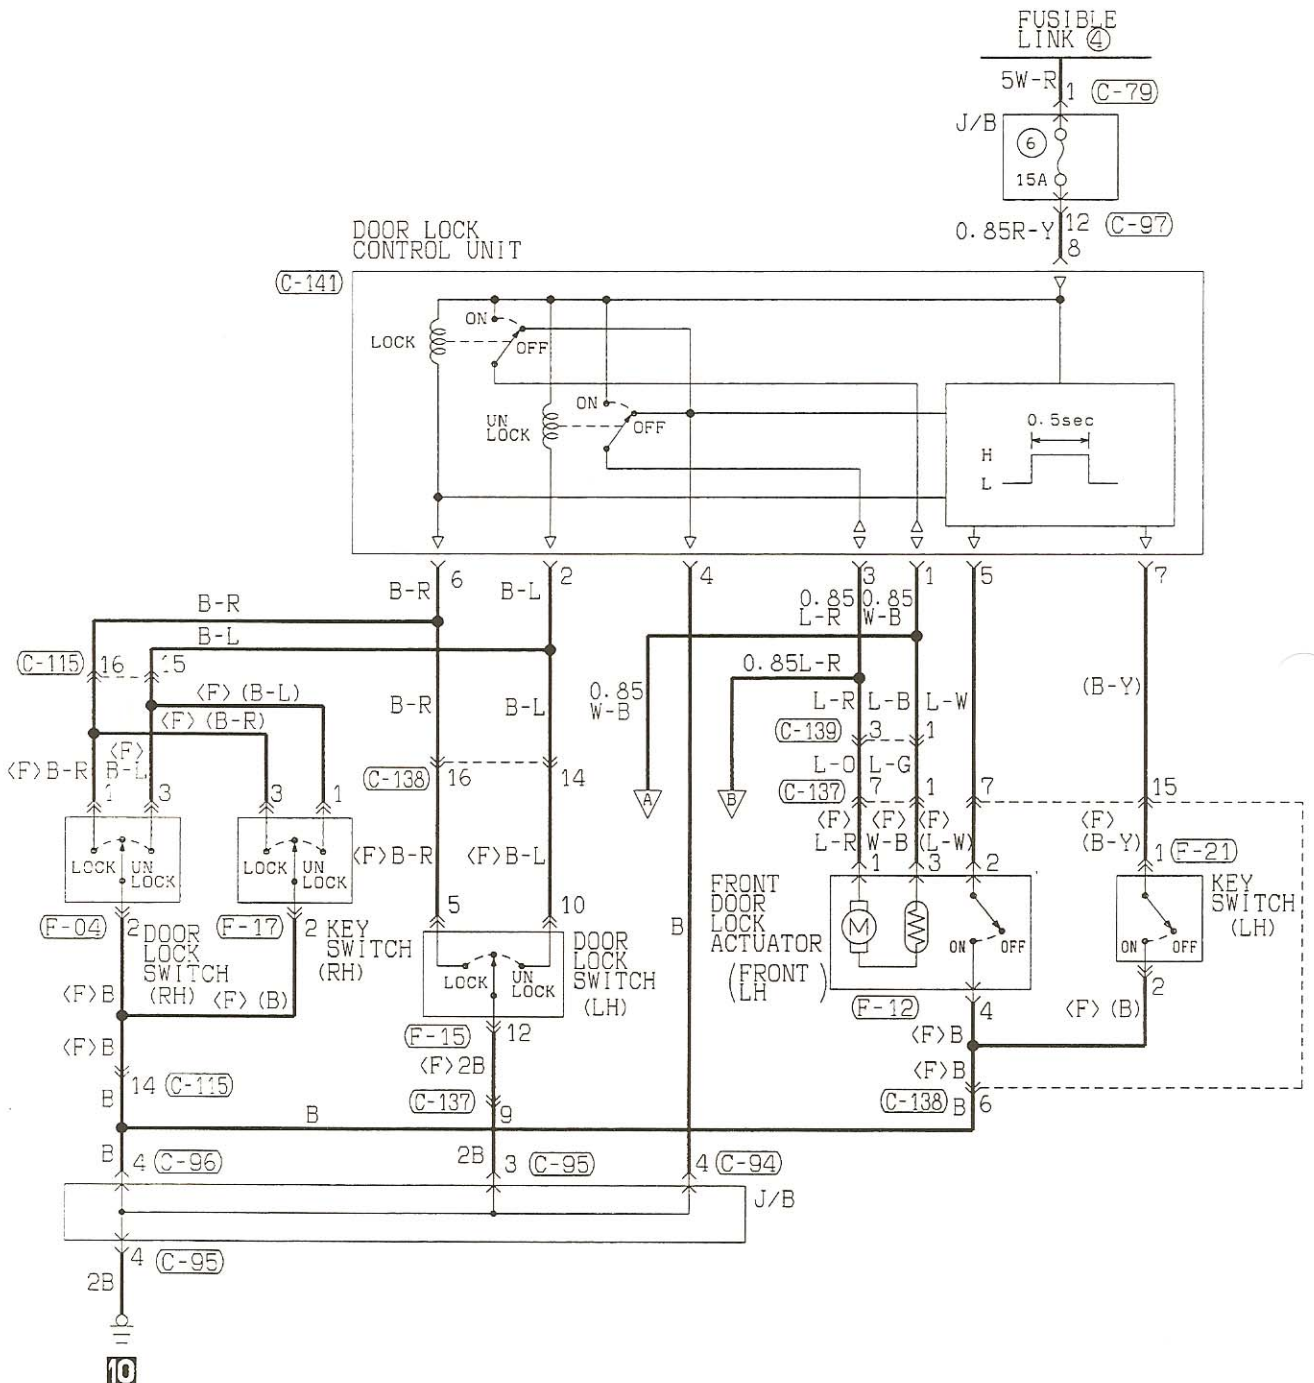 FUSIBLE
LINK ④
5W-R
1
C-79
J/B
6
15A
12
C-97
0.85R-Y
8
DOOR LOCK
CONTROL UNIT
C-141
ON
LOCK
OFF
ON
UN
LOCK
OFF
0.5sec
H
L
6
2
4
3
1
5
7
B-R
B-L
0.85
0.85
L-R
W-B
B-R
B-L
C-115
16
15
<F>(B-L)
<F>(B-R)
B-R
B-L
0.85
W-B
0.85L-R
L-R
L-B
L-W
(B-Y)
C-139
3
1
<F>B-R
<F>
B-L
C-138
16
14
L-O
L-G
C-137
7
1
7
15
1
3
3
1
A
B
<F>
<F>
<F>
<F>
L-R
W-B
(L-W)
(B-Y)
LOCK
UN
LOCK
LOCK
UN
LOCK
<F>B-R
<F>B-L
1
3
2
1
F-21
F-04
2
DOOR
LOCK
SWITCH
(RH)
F-17
2
KEY
SWITCH
(RH)
5
10
LOCK
UN
LOCK
DOOR
LOCK
SWITCH
(LH)
B
FRONT
DOOR
LOCK
ACTUATOR
(FRONT
LH)
M
ON
OFF
ON
OFF
KEY
SWITCH
(LH)
<F>B
<F>(B)
F-15
12
F-12
4
2
<F>(B)
<F>B
<F>B
<F>2B
<F>B
14
C-115
C-137
9
C-138
6
B
B
B
B
4
C-96
2B
3
C-95
4
C-94
J/B
4
C-95
2B
10